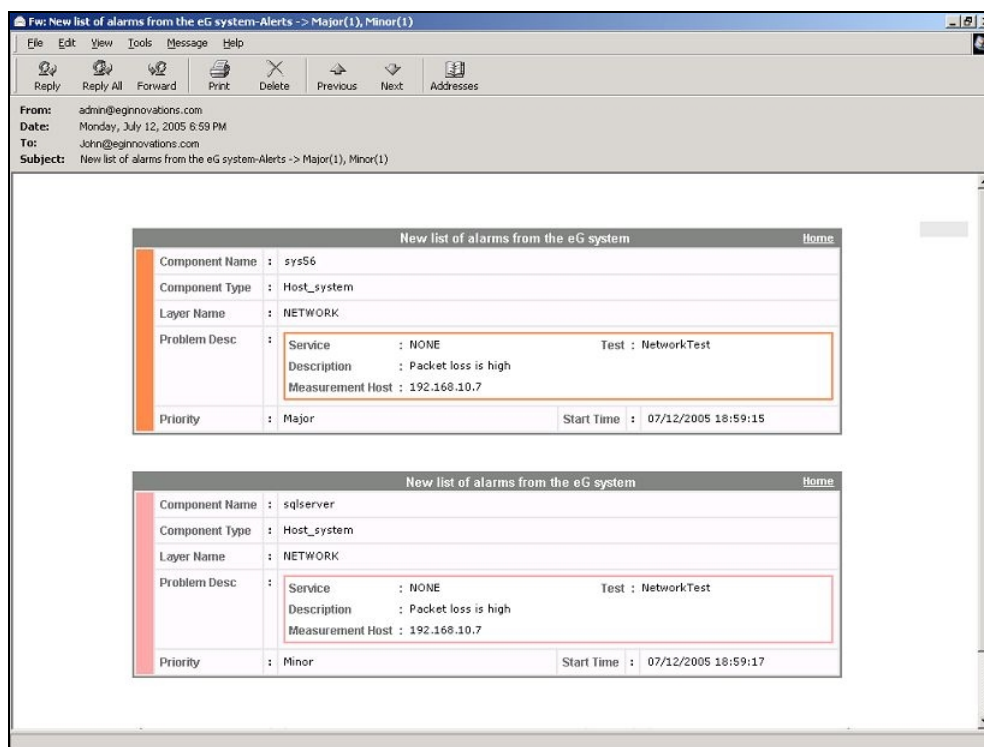 Fw: New list of alarms from the eG system-Alerts -> Major(1), Minor(1)
File Edit View Tools Message Help
Reply Reply All Forward Print Delete Previous Next Addresses
From: admin@eginnovations.com
Date: Monday, July 12, 2005 6:59 PM
To: John@eginnovations.com
Subject: New list of alarms from the eG system-Alerts -> Major(1), Minor(1)
New list of alarms from the eG system Home
Component Name : sys56
Component Type : Host_system
Layer Name : NETWORK
Problem Desc :
Service : NONE Test : NetworkTest
Description : Packet loss is high
Measurement Host : 192.168.10.7
Priority : Major Start Time : 07/12/2005 18:59:15
New list of alarms from the eG system Home
Component Name : sqlserver
Component Type : Host_system
Layer Name : NETWORK
Problem Desc :
Service : NONE Test : NetworkTest
Description : Packet loss is high
Measurement Host : 192.168.10.7
Priority : Minor Start Time : 07/12/2005 18:59:17